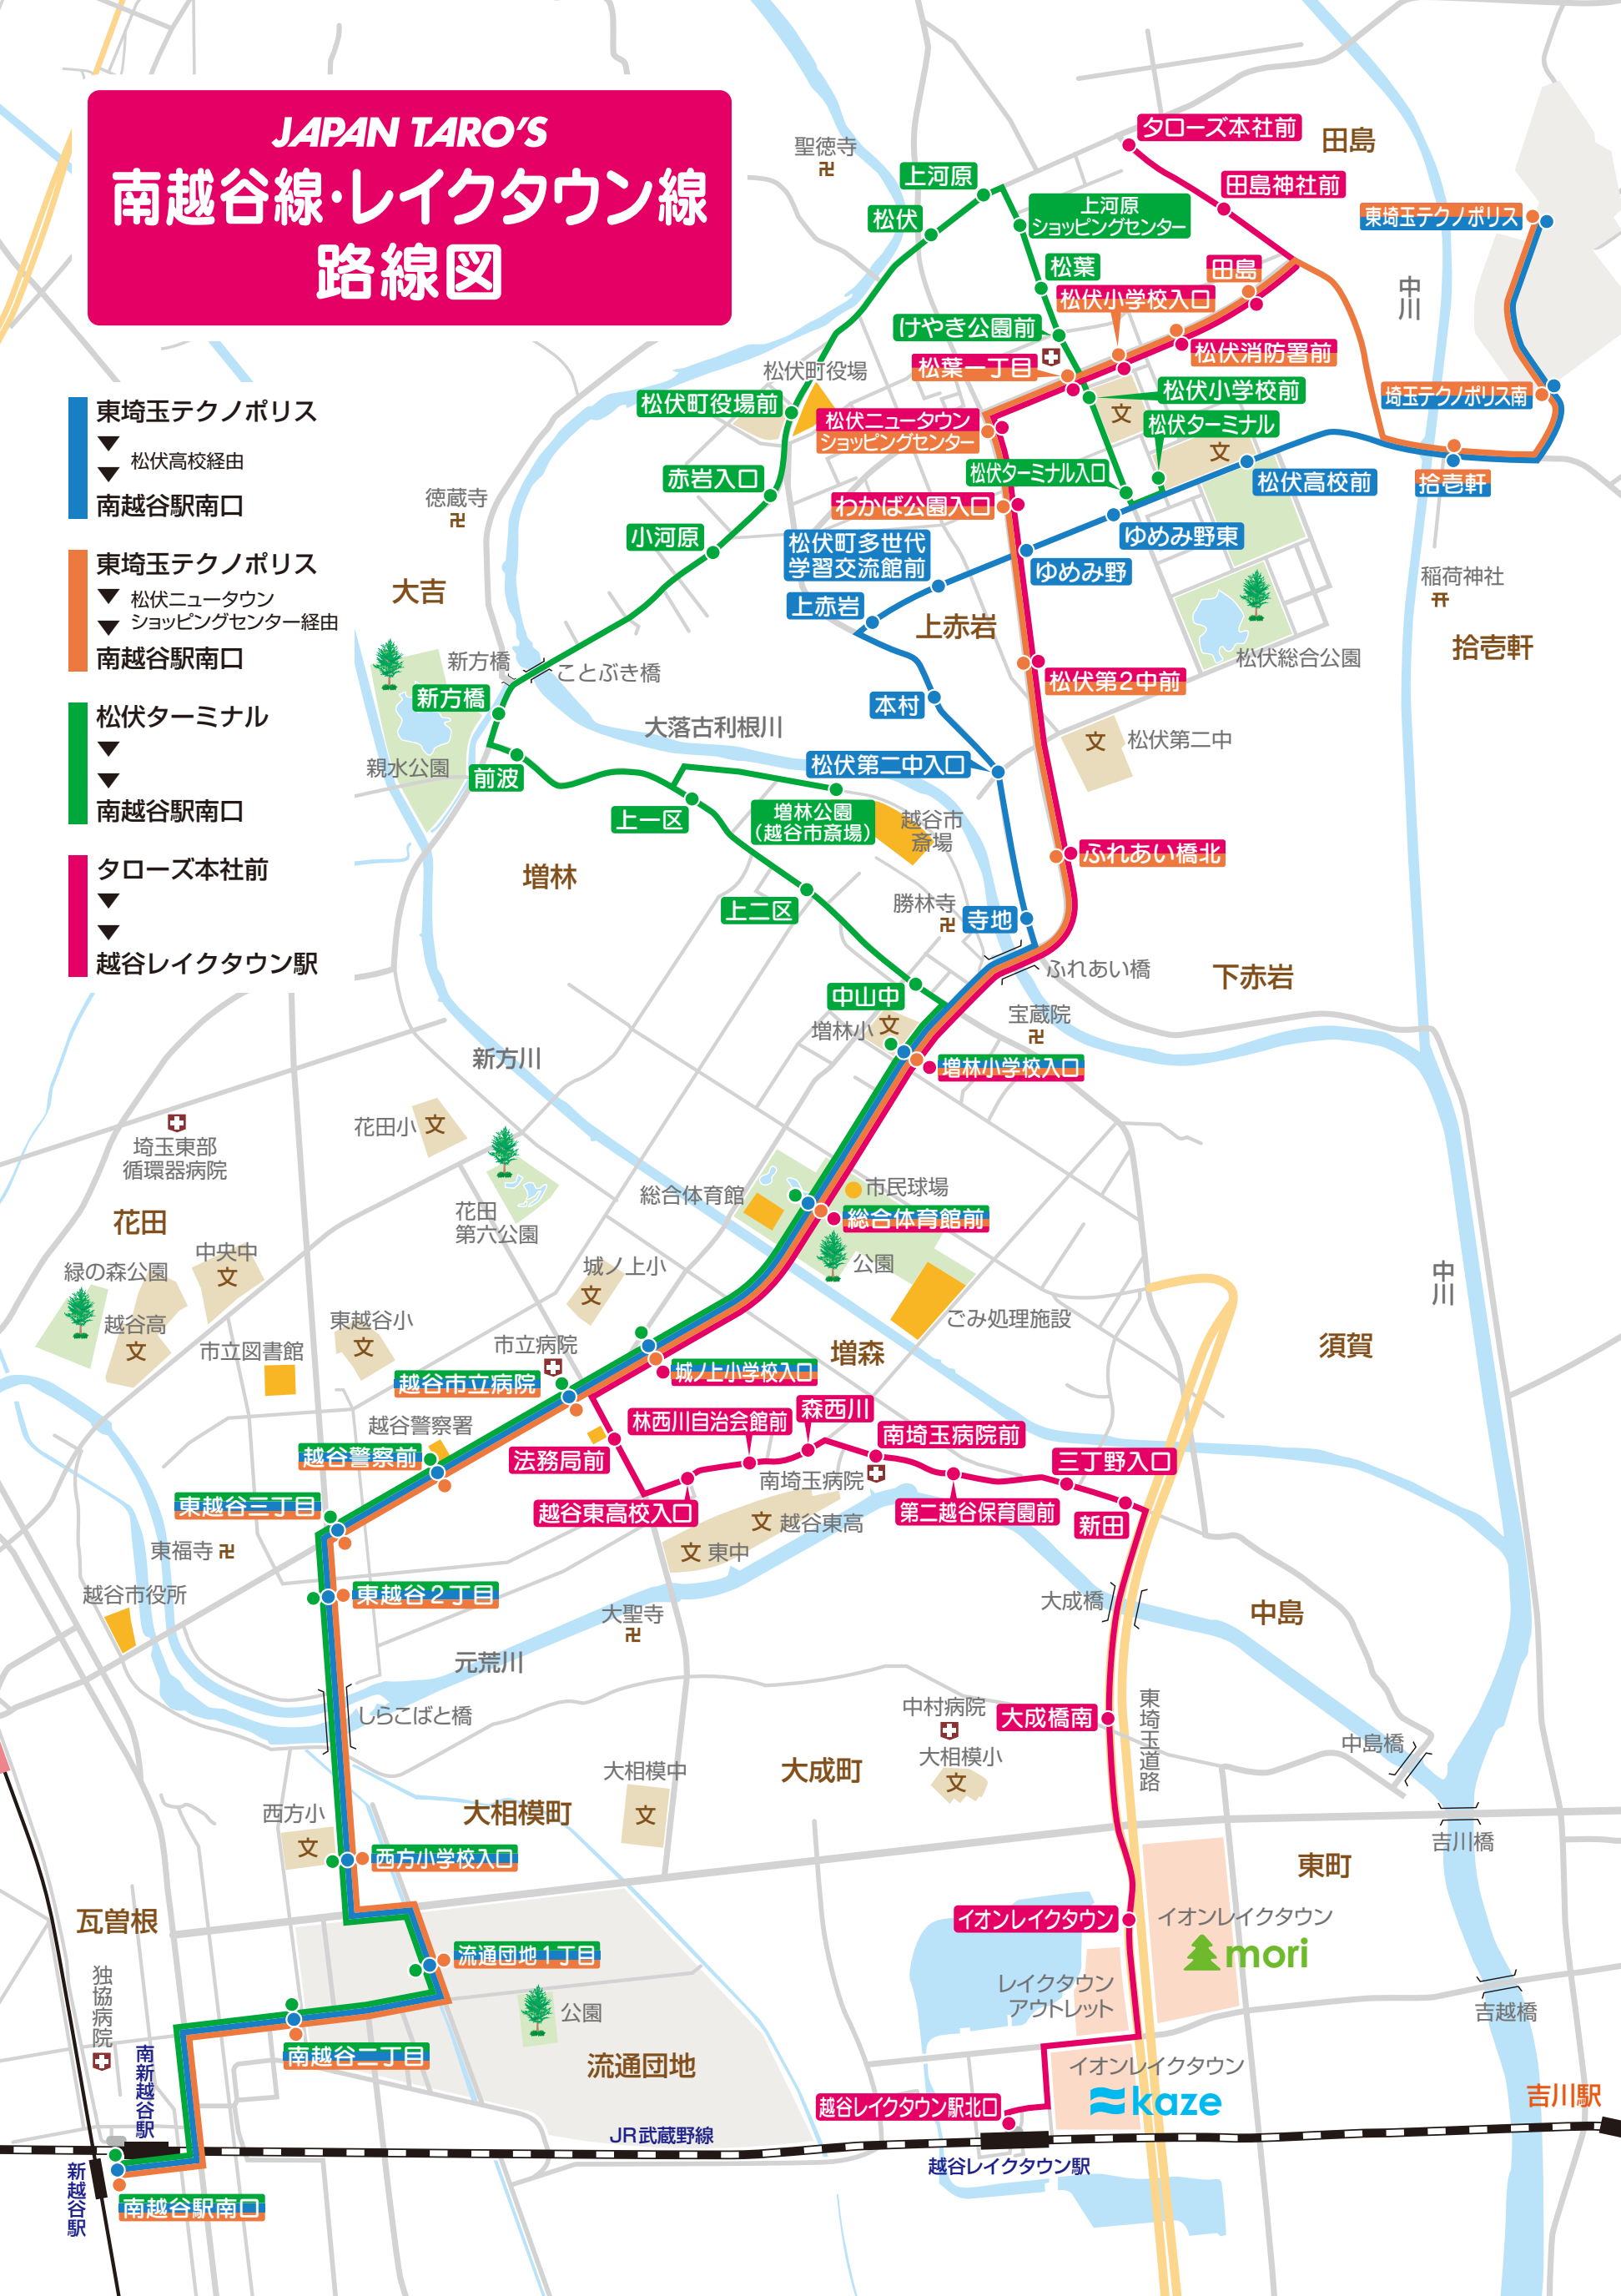 JAPAN TARO'S
南越谷線・レイクタウン線
路線図
東埼玉テクノポリス
松伏高校経由
南越谷駅南口
東埼玉テクノポリス
松伏ニュータウン
ショッピングセンター経由
南越谷駅南口
松伏ターミナル
南越谷駅南口
タローズ本社前
越谷レイクタウン駅
タローズ本社前
田島
聖徳寺
卍
上河原
田島神社前
松伏
上河原
ショッピングセンター
東埼玉テクノポリス
松葉
田島
中川
松伏小学校入口
けやき公園前
松伏消防署前
松葉一丁目
松伏町役場
松伏小学校前
埼玉テクノポリス南
松伏町役場前
文
松伏ニュータウン
ショッピングセンター
松伏ターミナル
文
赤岩入口
松伏ターミナル入口
松伏高校前
拾壱軒
徳蔵寺
卍
わかば公園入口
小河原
松伏町多世代
学習交流館前
ゆめみ野東
ゆめみ野
稲荷神社
大吉
上赤岩
上赤岩
拾壱軒
松伏総合公園
新方橋
ことぶき橋
新方橋
松伏第2中前
本村
大落古利根川
文
松伏第二中
親水公園
前波
松伏第二中入口
上一区
増林公園
(越谷市斎場)
越谷市
斎場
増林
ふれあい橋北
勝林寺
卍
上二区
寺地
ふれあい橋
下赤岩
中山中
宝蔵院
卍
増林小
文
新方川
増林小学校入口
花田小
文
埼玉東部
循環器病院
総合体育館
市民球場
花田
花田
第六公園
総合体育館前
中央中
文
緑の森公園
城ノ上小
文
公園
中川
越谷高
文
東越谷小
文
ごみ処理施設
市立図書館
市立病院
増森
須賀
越谷市立病院
城ノ上小学校入口
越谷警察署
林西川自治会館前
森西川
南埼玉病院前
越谷警察前
法務局前
三丁野入口
南埼玉病院
東越谷三丁目
越谷東高校入口
第二越谷保育園前
新田
文
越谷東高
東福寺
卍
文
東中
越谷市役所
東越谷2丁目
大聖寺
卍
大成橋
中島
元荒川
しらこばと橋
中村病院
大成橋南
東埼玉道路
中島橋
大相模中
文
大成町
大相模小
文
西方小
文
大相模町
吉川橋
西方小学校入口
東町
瓦曽根
イオンレイクタウン
イオンレイクタウン
mori
流通団地1丁目
独協病院
レイクタウン
アウトレット
公園
吉越橋
南越谷二丁目
南新越谷駅
流通団地
イオンレイクタウン
kaze
越谷レイクタウン駅北口
吉川駅
JR武蔵野線
新越谷駅
越谷レイクタウン駅
南越谷駅南口